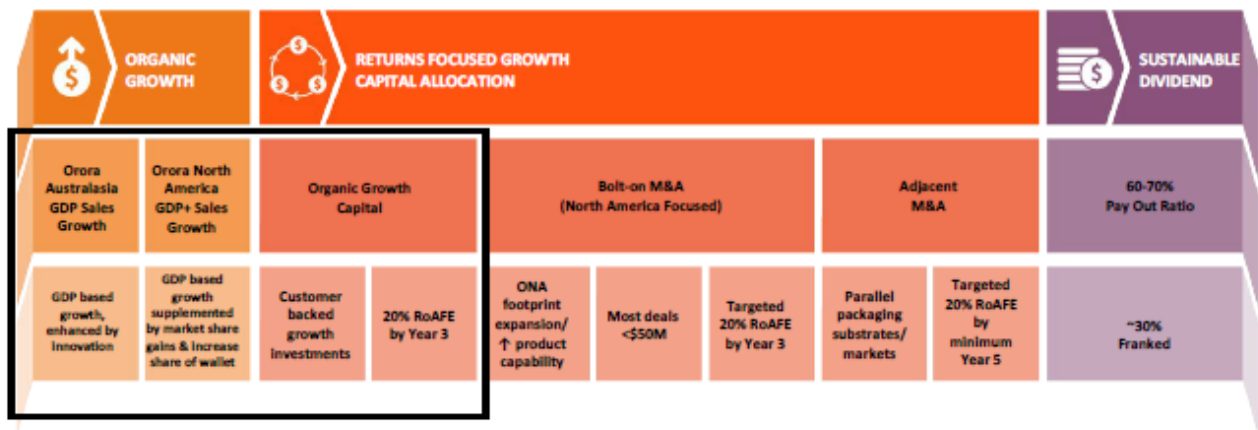 ORGANIC
GROWTH
RETURNS FOCUSED GROWTH
CAPITAL ALLOCATION
SUSTAINABLE
DIVIDEND
Orora
Australasia
GDP Sales
Growth
Orora North
America
GDP+ Sales
Growth
Organic Growth
Capital
Bolt-on M&A
(North America Focused)
Adjacent
M&A
60-70%
Pay Out Ratio
GDP based
growth,
enhanced by
innovation
GDP based
growth
supplemented
by market share
gains & increase
share of wallet
Customer
backed
growth
investments
20% RoAFE
by Year 3
ONA
footprint
expansion/
↑ product
capability
Most deals
<$50M
Targeted
20% RoAFE
by Year 3
Parallel
packaging
substrates/
markets
Targeted
20% RoAFE
by
minimum
Year 5
~30%
Franked